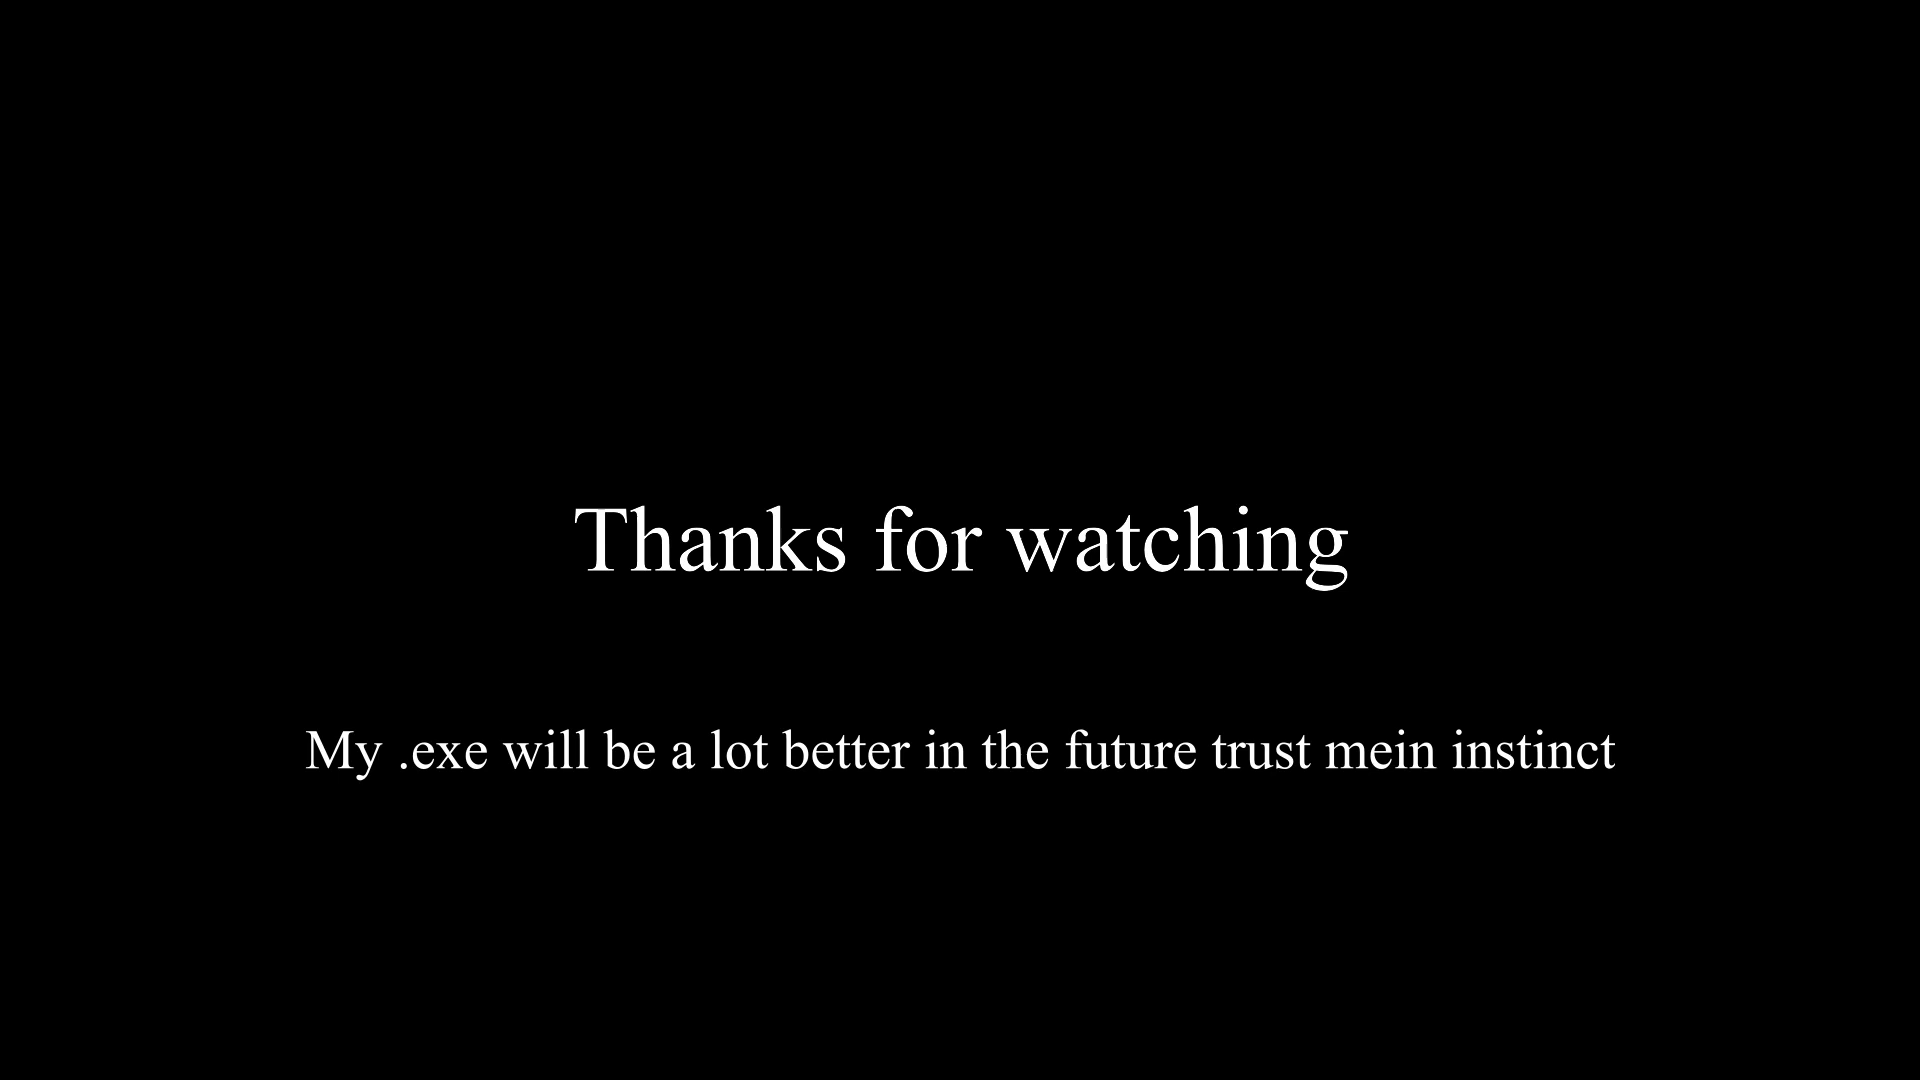 Thanks for watching
My .exe will be a lot better in the future trust mein instinct